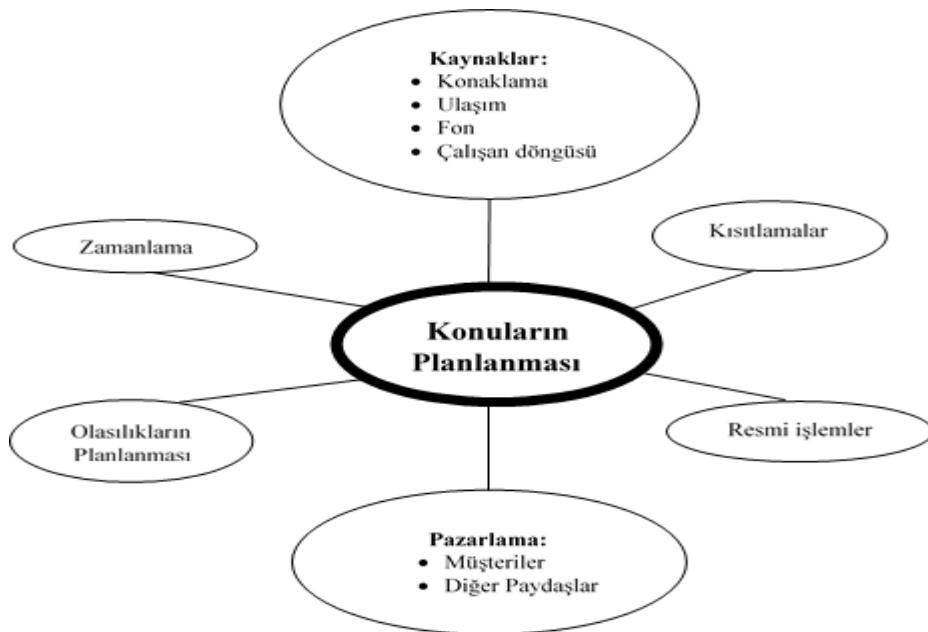 Kaynaklar:
• Konaklama
• Ulaşım
• Fon
• Çalışan döngüsü
Zamanlama
Kısıtlamalar
Konuların
Planlanması
Olasılıkların
Planlanması
Resmi işlemler
Pazarlama:
• Müşteriler
• Diğer Paydaşlar